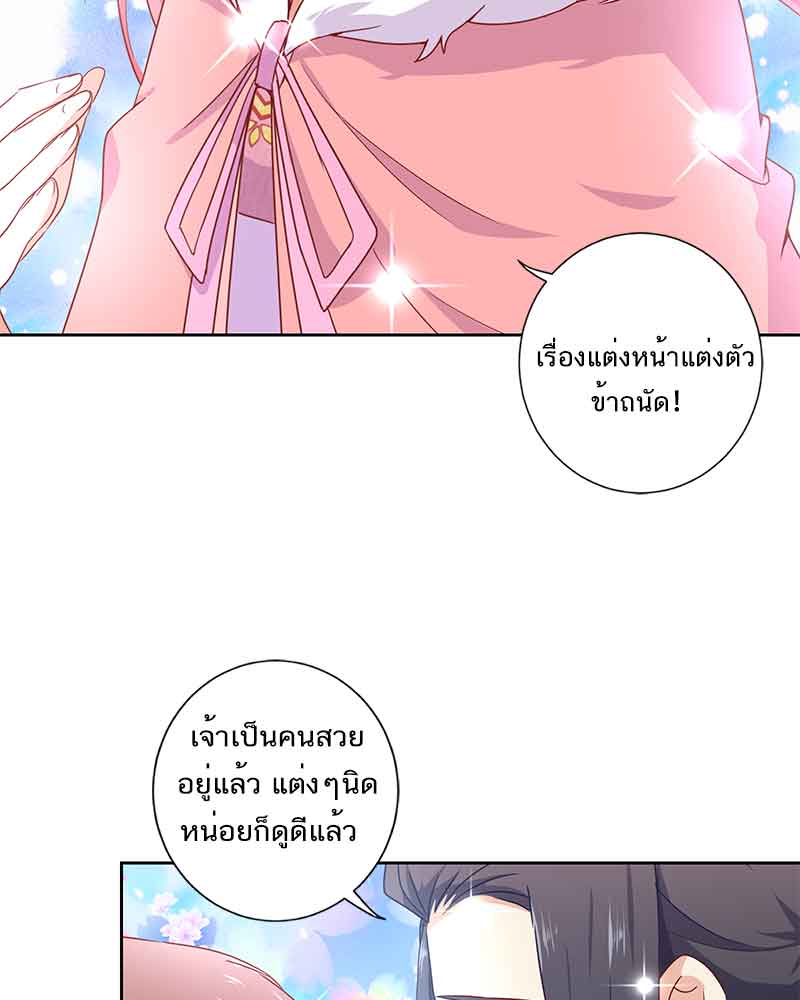 เรื่องแต่งหน้าแต่งตัว
ข้าถนัด!
เจ้าเป็นคนสวย
อยู่แล้ว แต่งๆนิด
หน่อยก็ดูดีแล้ว